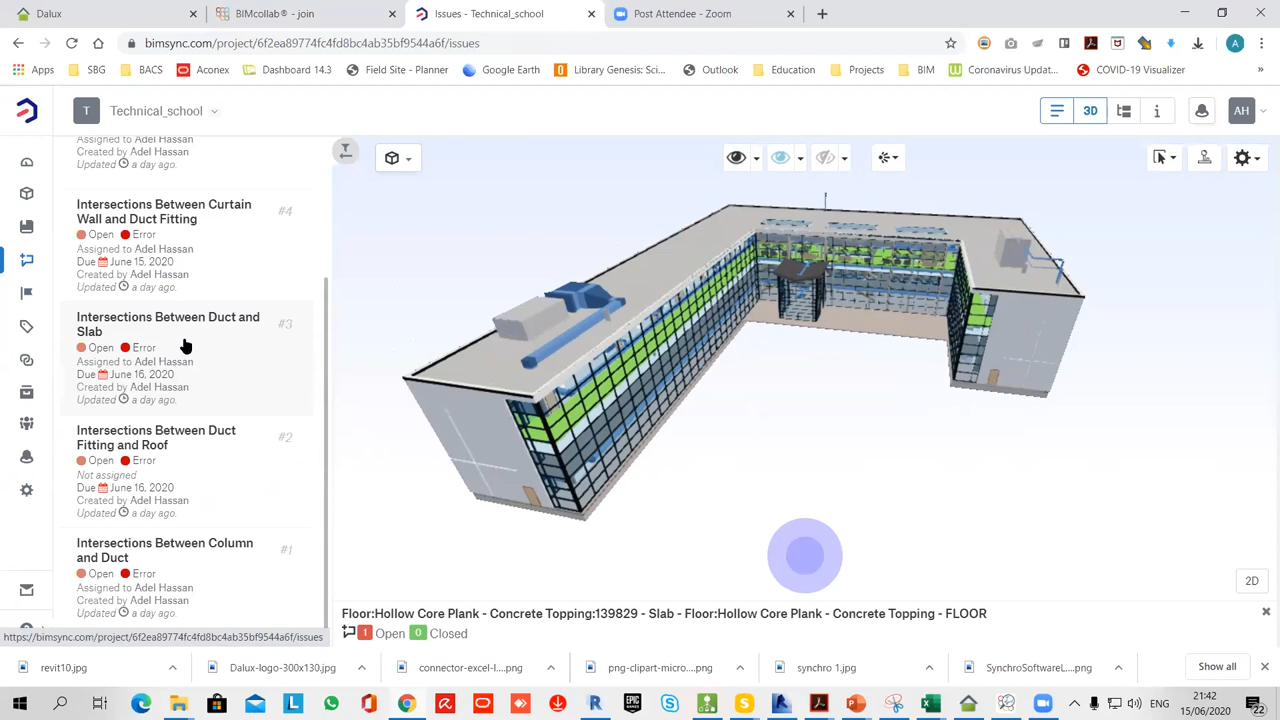 Dalux
BIMcollab® - join
Issues - Technical_school
Post Attendee - Zoom
bimsync.com/project/6f2ea89774fc4fd8bc4ab35bf9544a6f/issues
A
Apps
SBG
BACS
Aconex
Dashboard 14.3
Field Site - Planner
Google Earth
Library Genesis: Sci...
Outlook
Education
Projects
BIM
Coronavirus Updat...
COVID-19 Visualizer
»
T
Technical_school
3D
AH
Assigned to Adel Hassan
Created by Adel Hassan
Updated a day ago.
Intersections Between Curtain
Wall and Duct Fitting
#4
Open Error
Assigned to Adel Hassan
Due June 15, 2020
Created by Adel Hassan
Updated a day ago.
Intersections Between Duct and
Slab
#3
Open Error
Assigned to Adel Hassan
Due June 16, 2020
Created by Adel Hassan
Updated a day ago.
Intersections Between Duct
Fitting and Roof
#2
Open Error
Not assigned
Due June 16, 2020
Created by Adel Hassan
Updated a day ago.
Intersections Between Column
and Duct
#1
Open Error
Assigned to Adel Hassan
Created by Adel Hassan
Updated a day ago.
2D
Floor:Hollow Core Plank - Concrete Topping:139829 - Slab - Floor:Hollow Core Plank - Concrete Topping - FLOOR
1 Open 0 Closed
https://bimsync.com/project/6f2ea89774fc4fd8bc4ab35bf9544a6f/issues
revit10.jpg
Dalux-logo-300x130.jpg
connector-excel-l....png
png-clipart-micro....png
synchro 1.jpg
SynchroSoftwareL....png
Show all
ENG
21:42
15/06/2020
22